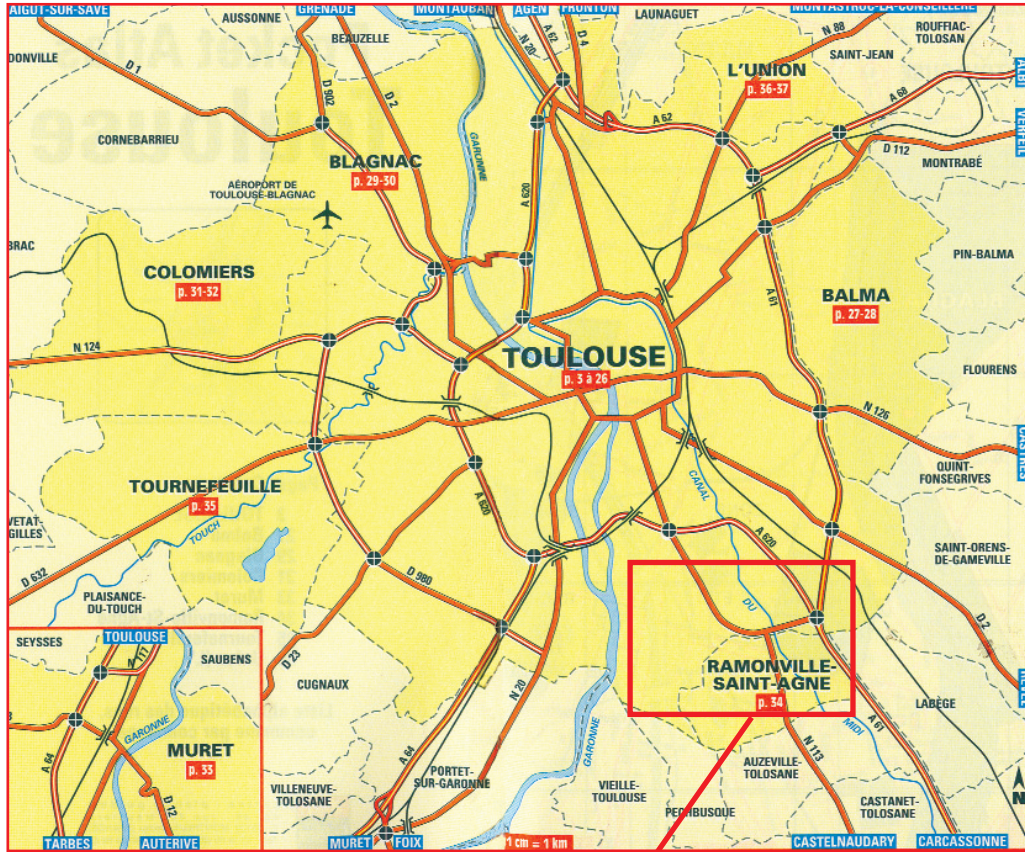 AIGUT-SUR-SAVE
AUSSONNE
GRENADE
MONTAUBAN
AGEN
FRONTON
LAUNAGUET
MONTASTRUC-LA-CONSEILLÈRE
ROUFFIAC-
TOLOSAN
BEAUZELLE
N 20
A 62
D 4
N 88
SAINT-JEAN
ONVILLE
D 1
D 902
D 2
L'UNION
p. 36-37
A 68
ALBI
VERFEIL
CORNEBARRIEU
GARONNE
A 62
D 112
MONTRABÉ
BLAGNAC
p. 29-30
AÉROPORT DE
TOULOUSE-BLAGNAC
A 620
BRAC
COLOMIERS
p. 31-32
PIN-BALMA
A 61
BALMA
p. 27-28
N 124
TOULOUSE
p. 3 à 26
FLOURENS
N 126
CASTRES
QUINT-
FONSEGRIVES
TOURNEFEUILLE
p. 35
TOUCH
A 620
CANAL
VETAT
GILLES
D 632
PLAISANCE-
DU-TOUCH
D 980
A 620
DU
SAINT-ORENS-
DE-GAMEVILLE
D 2
SEYSSES
TOULOUSE
N 117
SAUBENS
D 23
CUGNAUX
N 20
RAMONVILLE-
SAINT-AGNE
p. 34
LABÈGE
GARONNE
MURET
p. 33
A 64
D 12
TARBES
AUTERIVE
VILLENEUVE-
TOLOSANE
A 64
PORTET-
SUR-GARONNE
GARONNE
VIEILLE-
TOULOUSE
PECHBUSQUE
AUZEVILLE-
TOLOSANE
N 113
MIDI
A 61
CASTANET-
TOLOSANE
N
MURET
FOIX
1 cm = 1 km
CASTELNAUDARY
CARCASSONNE